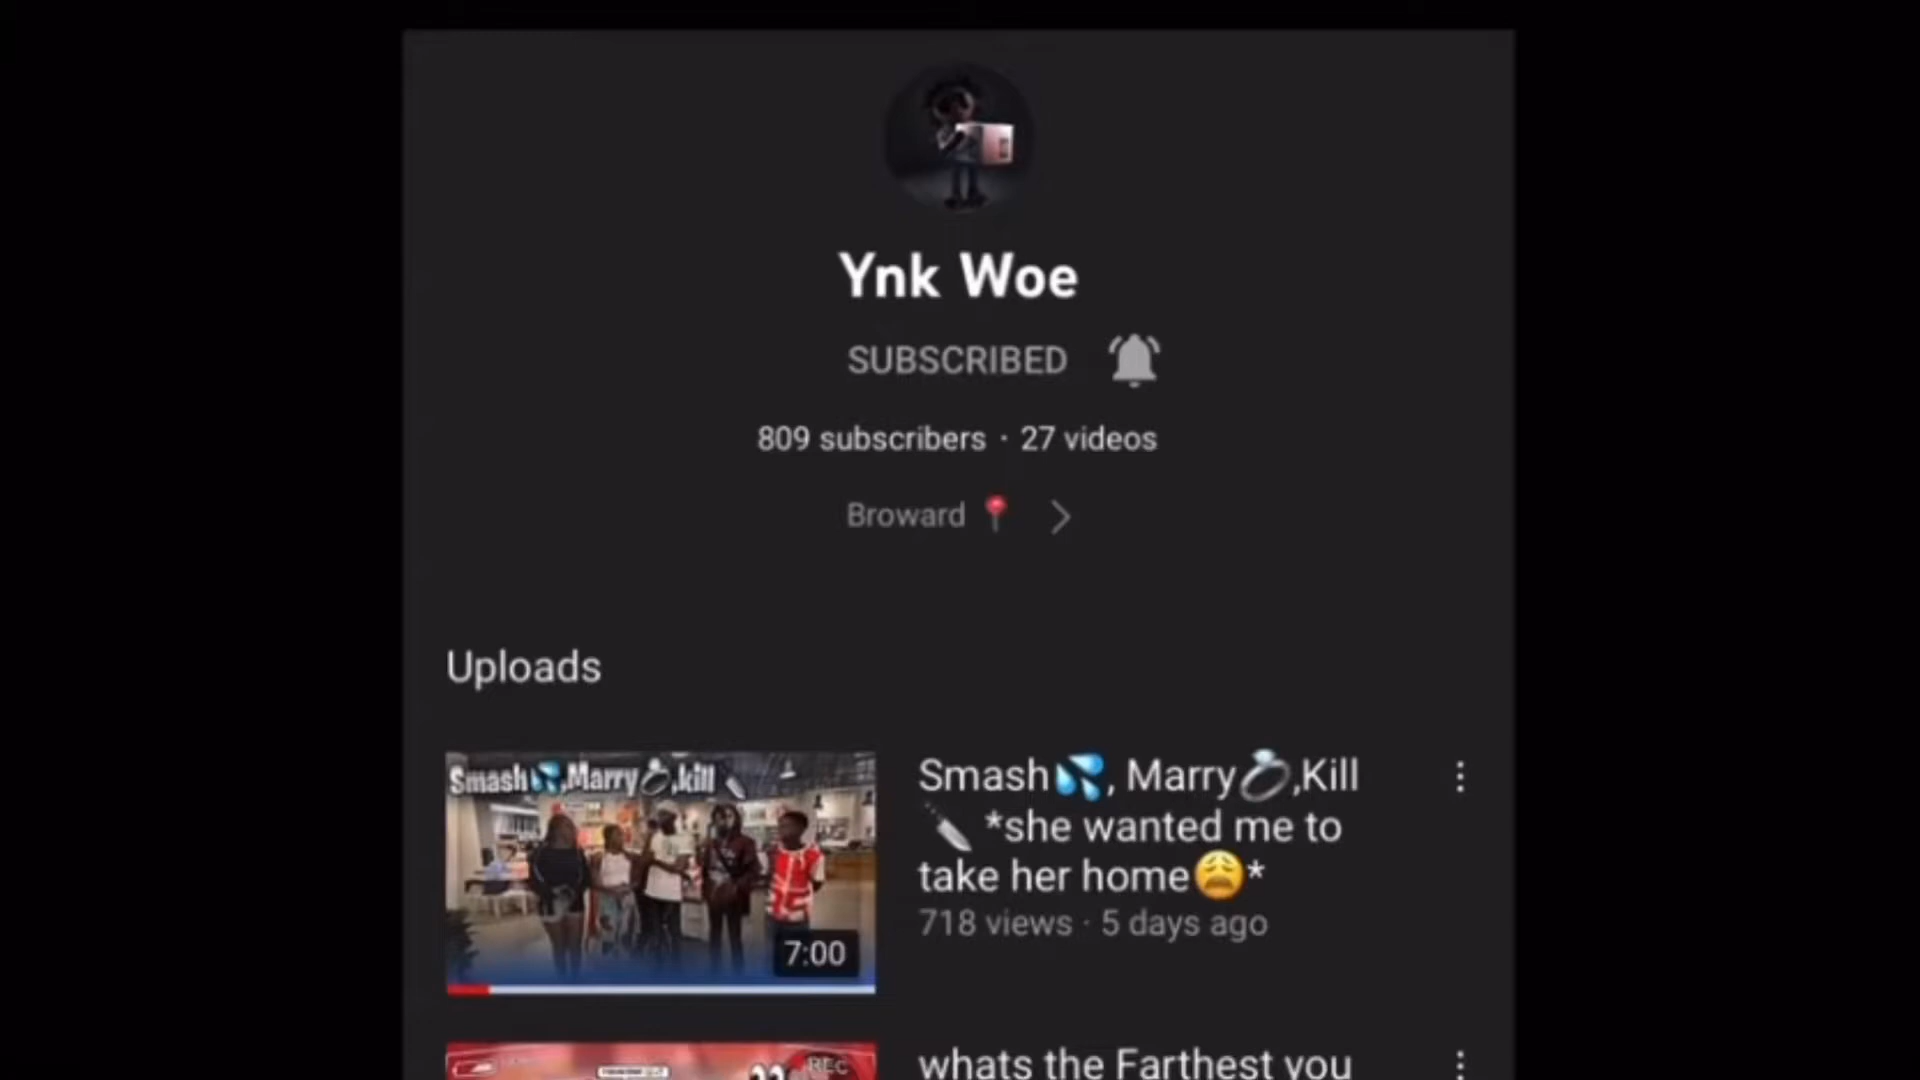 Ynk Woe
SUBSCRIBED
809 subscribers · 27 videos
Broward 📍
Uploads
Smash💦,Marry💍,kill🔪
7:00
Smash💦, Marry💍,Kill
🔪 *she wanted me to
take her home😩*
718 views · 5 days ago
REC
whats the Farthest you